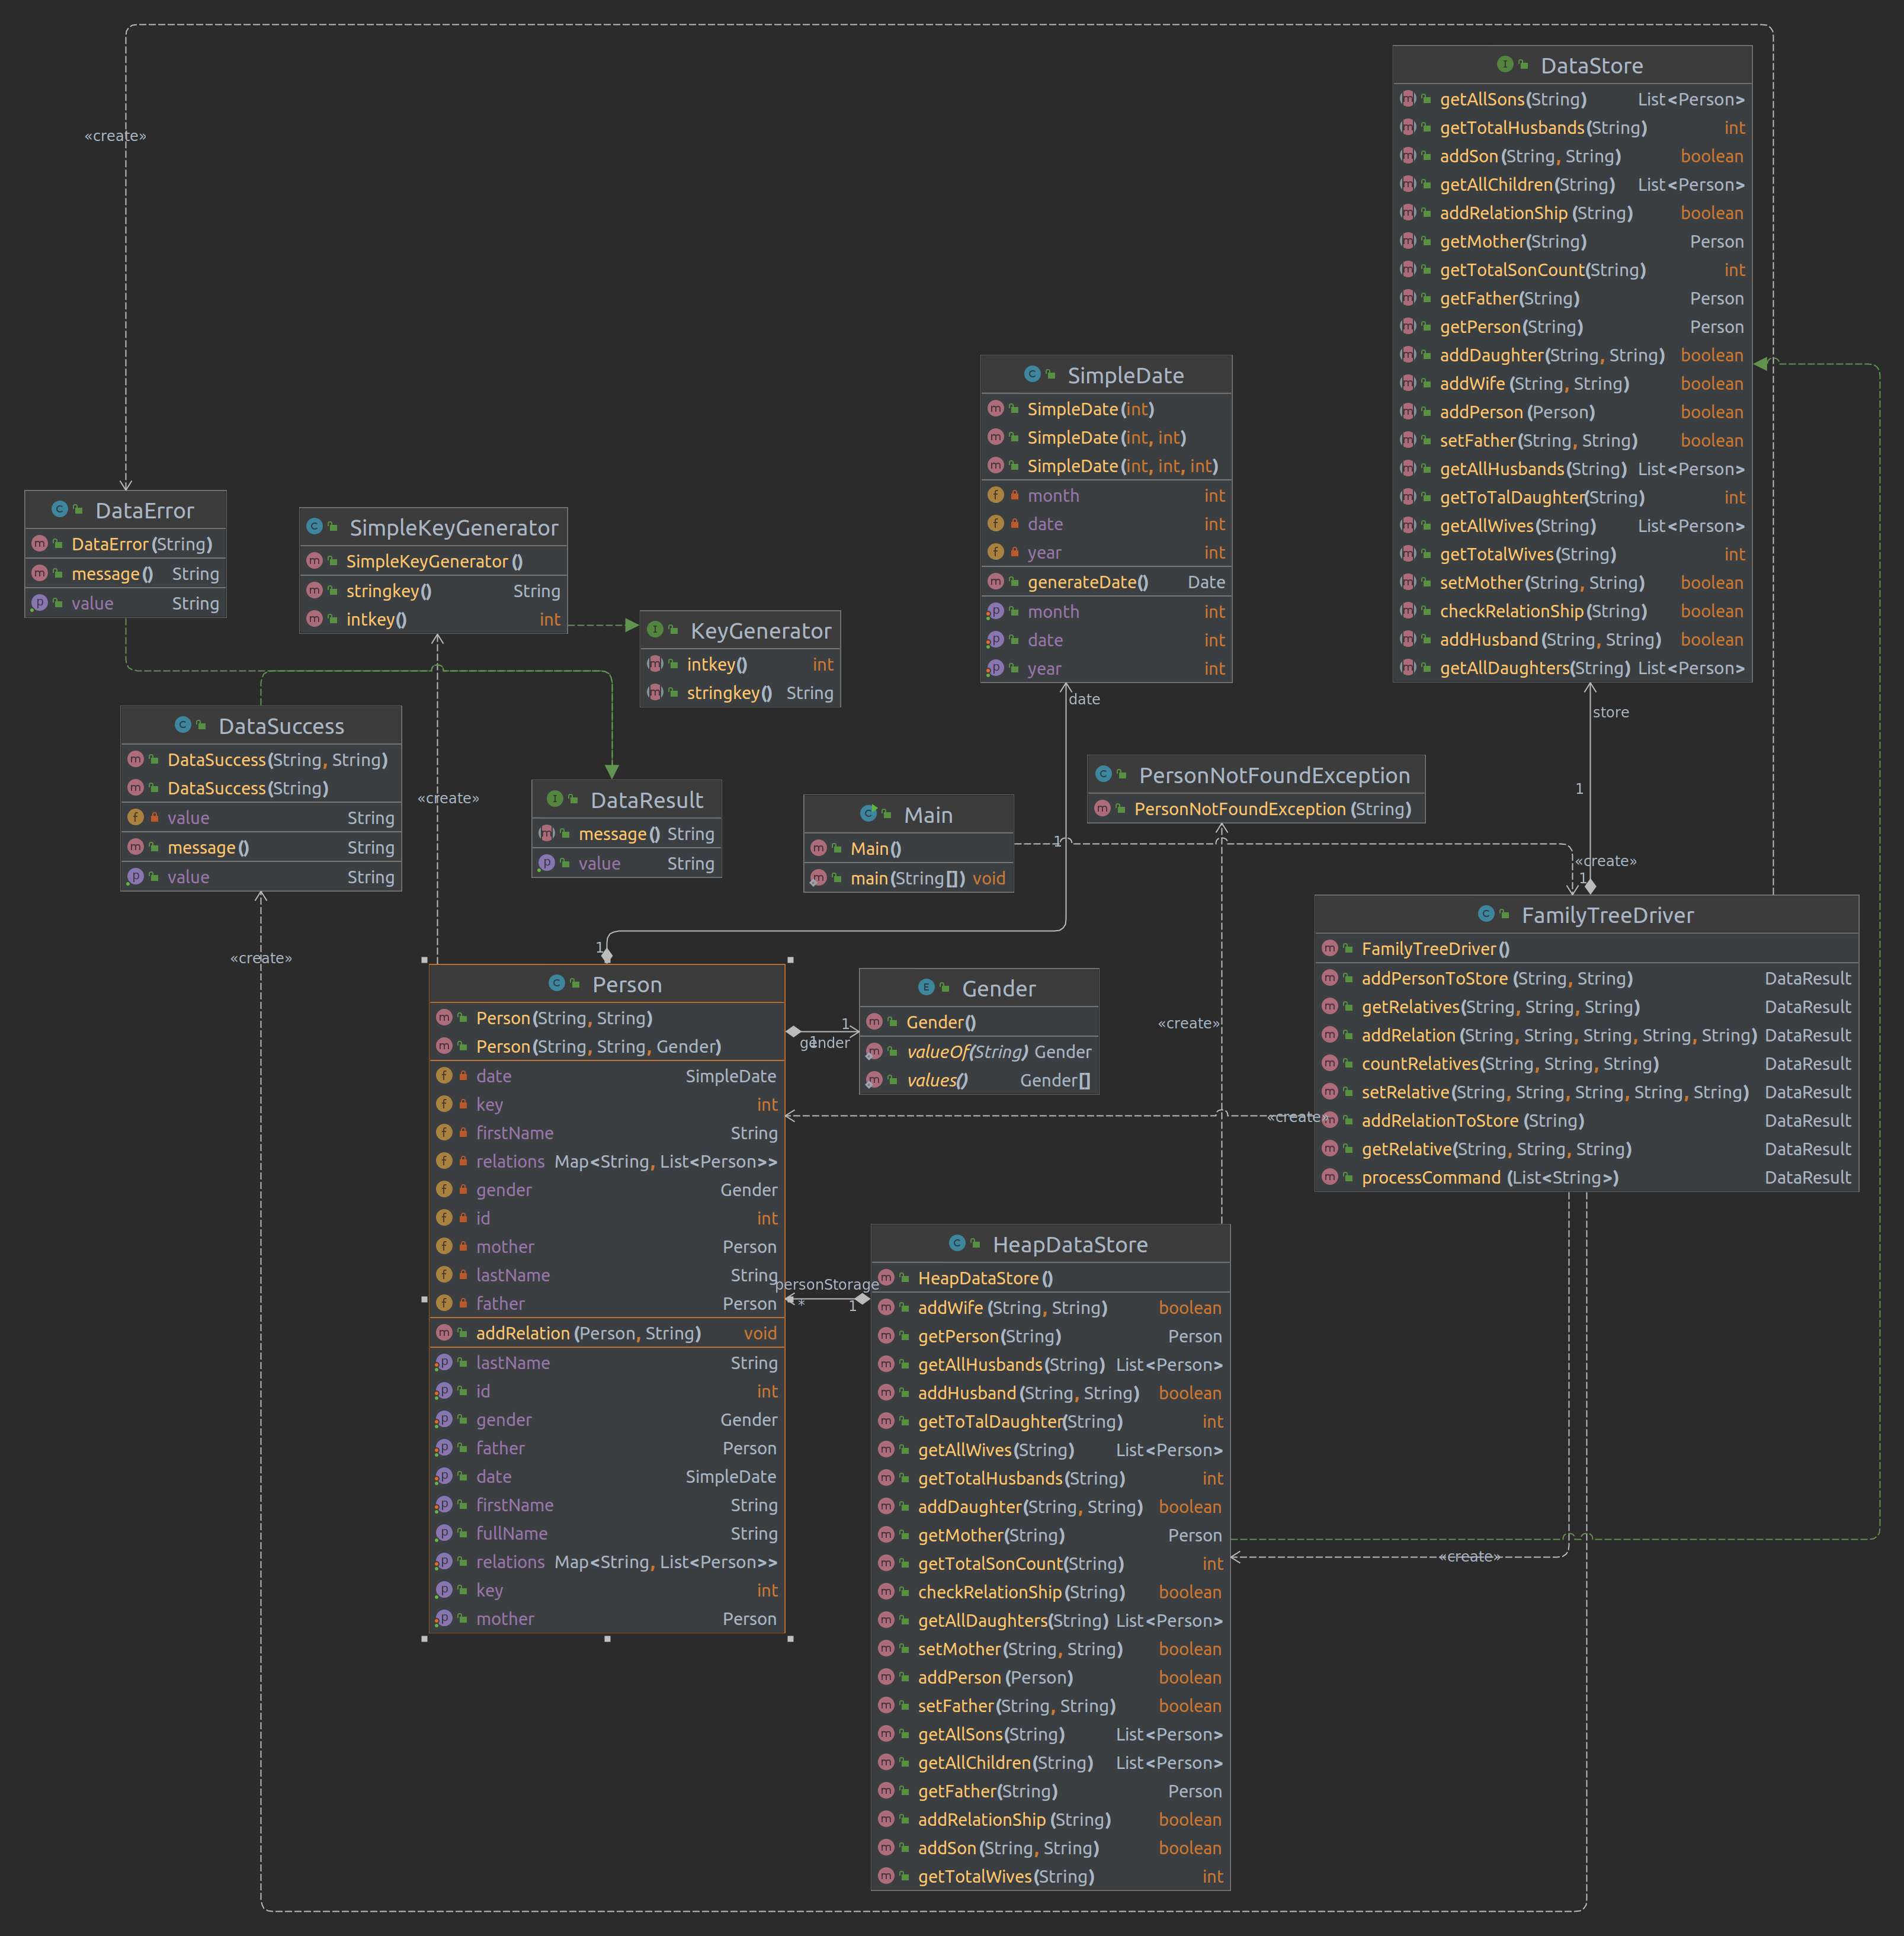 «create»
DataStore
getAllSons(String) List<Person>
getTotalHusbands(String) int
addSon(String, String) boolean
getAllChildren(String) List<Person>
addRelationShip(String) boolean
getMother(String) Person
getTotalSonCount(String) int
getFather(String) Person
getPerson(String) Person
addDaughter(String, String) boolean
addWife(String, String) boolean
addPerson(Person) boolean
setFather(String, String) boolean
getAllHusbands(String) List<Person>
getToTalDaughter(String) int
getAllWives(String) List<Person>
getTotalWives(String) int
setMother(String, String) boolean
checkRelationShip(String) boolean
addHusband(String, String) boolean
getAllDaughters(String) List<Person>
SimpleDate
SimpleDate(int)
SimpleDate(int, int)
SimpleDate(int, int, int)
month int
date int
year int
generateDate() Date
month int
date int
year int
DataError
DataError(String)
message() String
value String
SimpleKeyGenerator
SimpleKeyGenerator()
stringkey() String
intkey() int
KeyGenerator
intkey() int
stringkey() String
date
store
DataSuccess
DataSuccess(String, String)
DataSuccess(String)
value String
message() String
value String
«create»
DataResult
message() String
value String
Main
Main()
main(String[]) void
PersonNotFoundException
PersonNotFoundException(String)
1
1
«create»
1
FamilyTreeDriver
FamilyTreeDriver()
addPersonToStore(String, String) DataResult
getRelatives(String, String, String) DataResult
addRelation(String, String, String, String, String) DataResult
countRelatives(String, String, String) DataResult
setRelative(String, String, String, String, String) DataResult
addRelationToStore(String) DataResult
getRelative(String, String, String) DataResult
processCommand(List<String>) DataResult
«create»
1
Person
Person(String, String)
Person(String, String, Gender)
date SimpleDate
key int
firstName String
relations Map<String, List<Person>>
gender Gender
id int
mother Person
lastName String
father Person
addRelation(Person, String) void
lastName String
id int
gender Gender
father Person
date SimpleDate
firstName String
fullName String
relations Map<String, List<Person>>
key int
mother Person
1
1
gender
Gender
Gender()
valueOf(String) Gender
values() Gender[]
«create»
«create»
personStorage
*
1
HeapDataStore
HeapDataStore()
addWife(String, String) boolean
getPerson(String) Person
getAllHusbands(String) List<Person>
addHusband(String, String) boolean
getToTalDaughter(String) int
getAllWives(String) List<Person>
getTotalHusbands(String) int
addDaughter(String, String) boolean
getMother(String) Person
getTotalSonCount(String) int
checkRelationShip(String) boolean
getAllDaughters(String) List<Person>
setMother(String, String) boolean
addPerson(Person) boolean
setFather(String, String) boolean
getAllSons(String) List<Person>
getAllChildren(String) List<Person>
getFather(String) Person
addRelationShip(String) boolean
addSon(String, String) boolean
getTotalWives(String) int
«create»